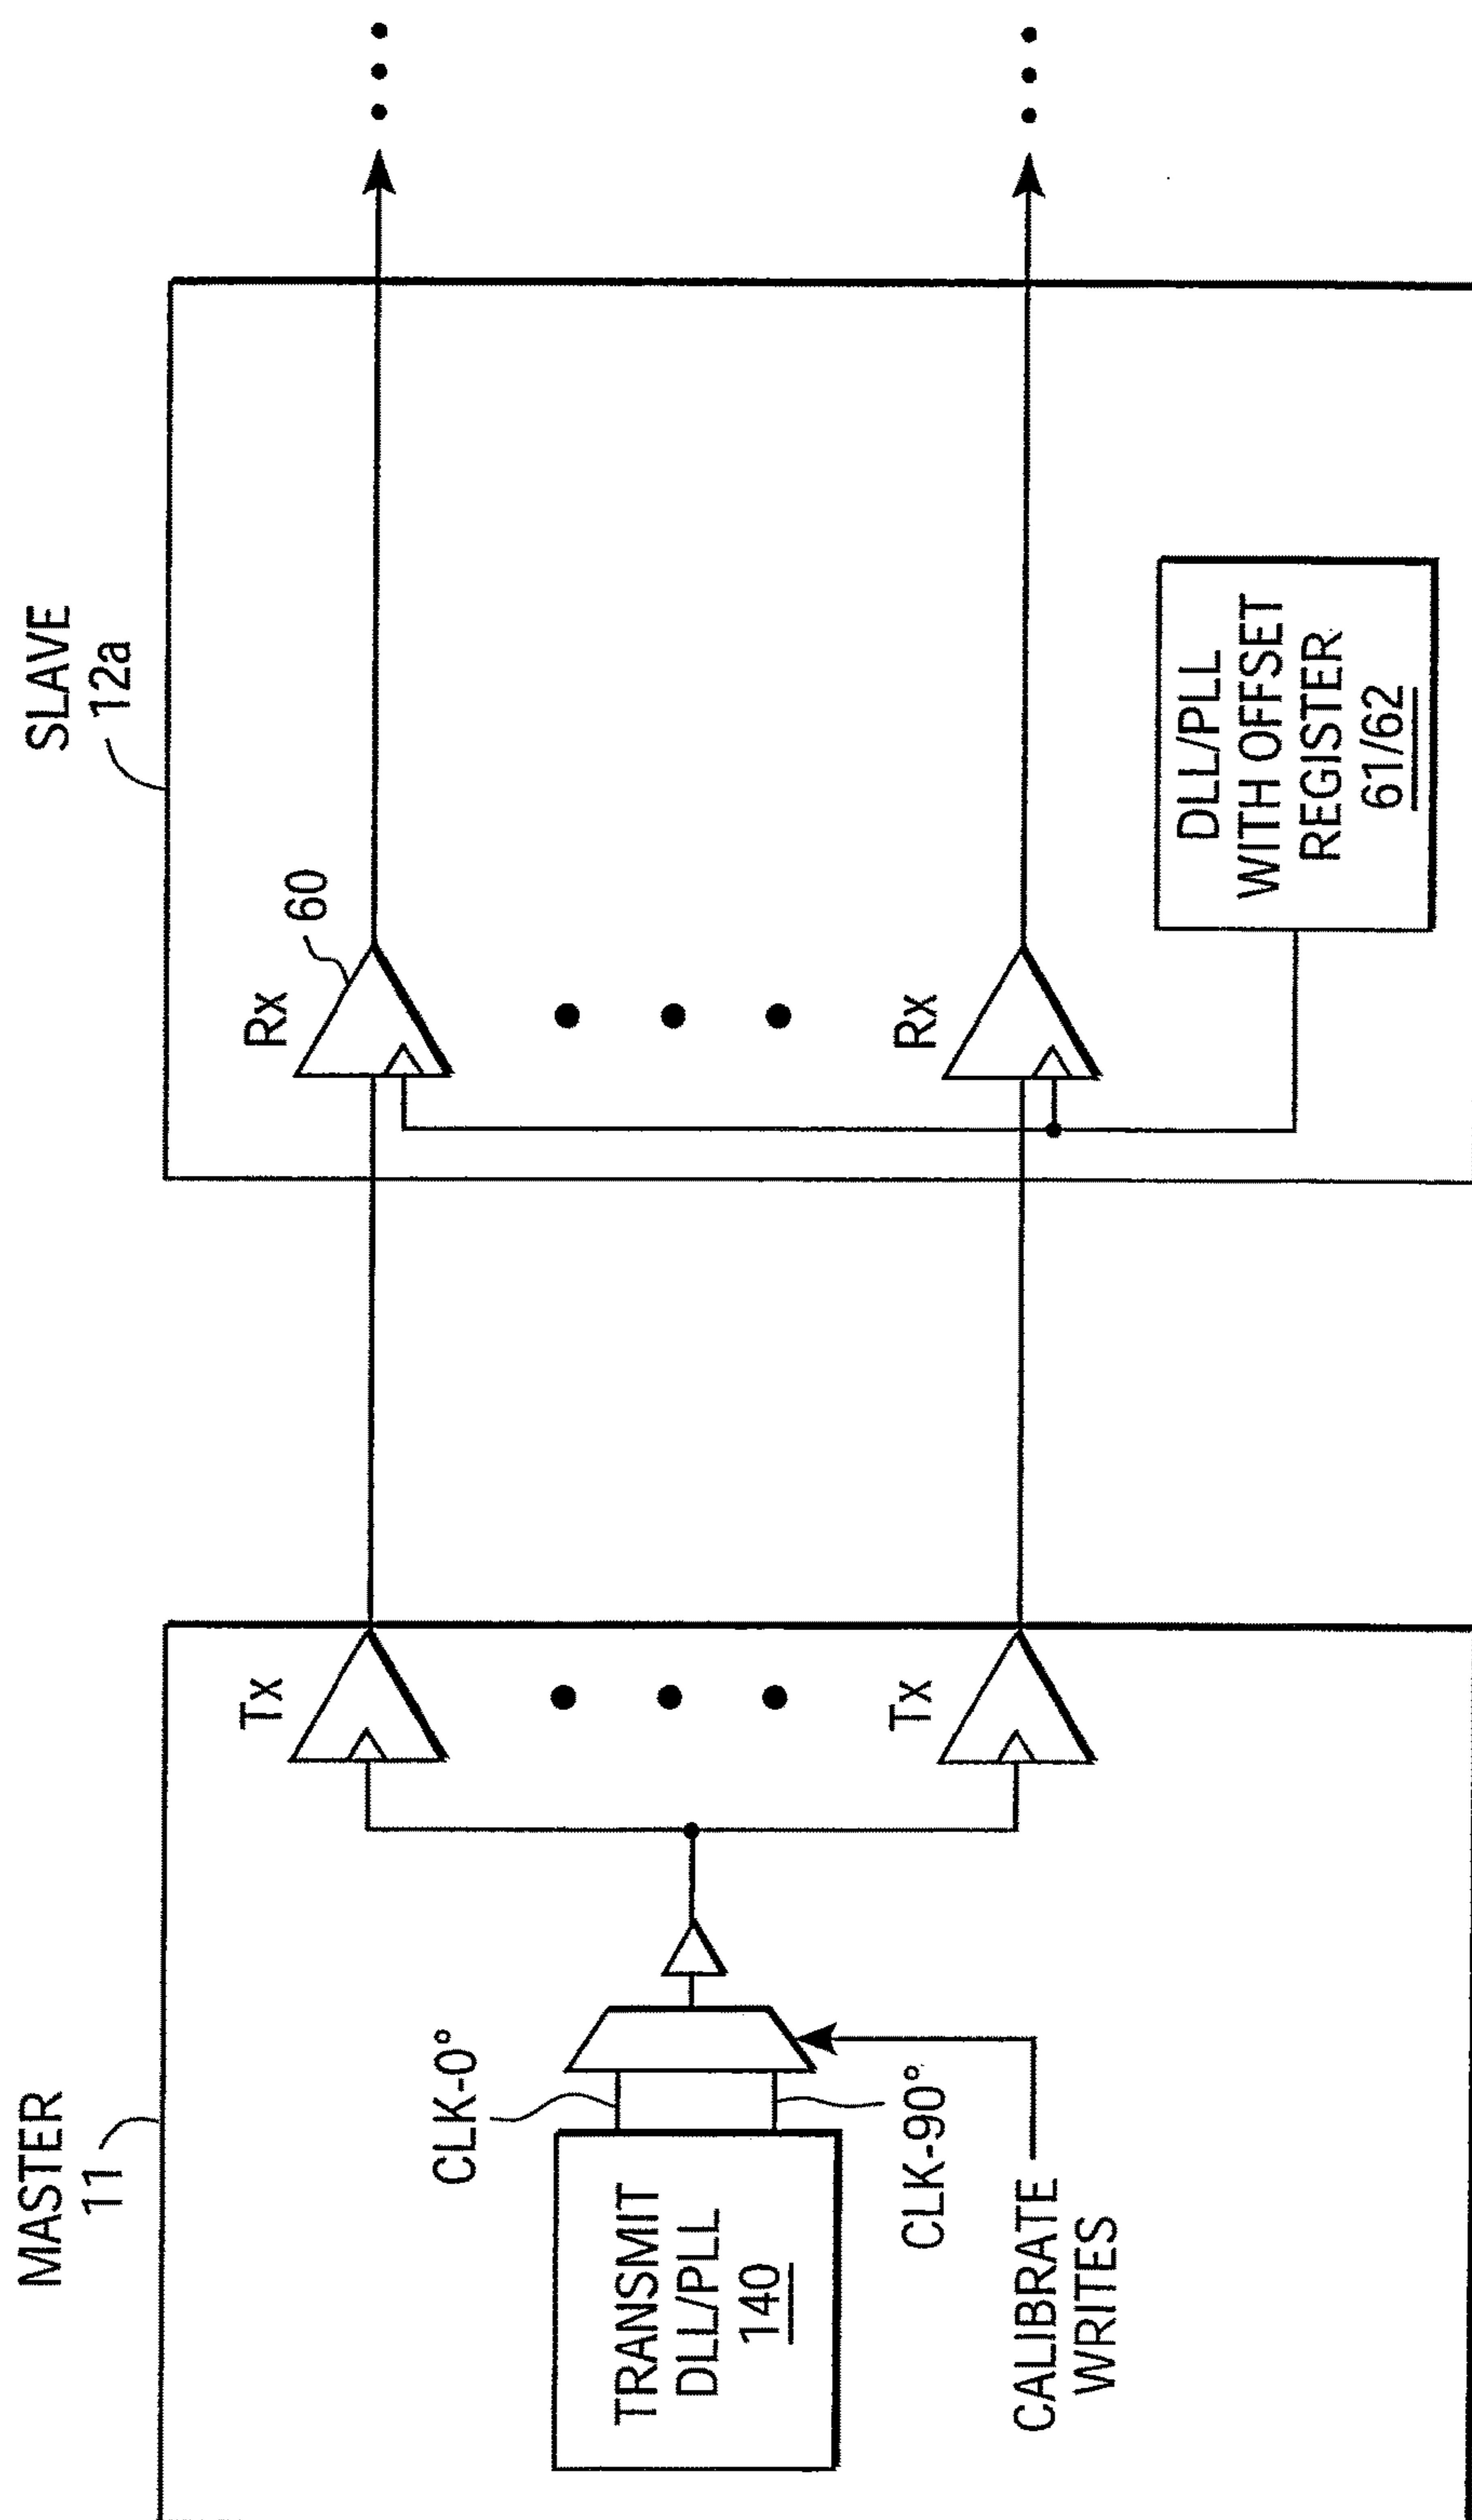 MASTER
11
SLAVE
12a
CLK-0°
Tx
Rx
60
TRANSMIT
DLL/PLL
140
CLK-90°
Tx
Rx
CALIBRATE
WRITES
DLL/PLL
WITH OFFSET
REGISTER
61/62